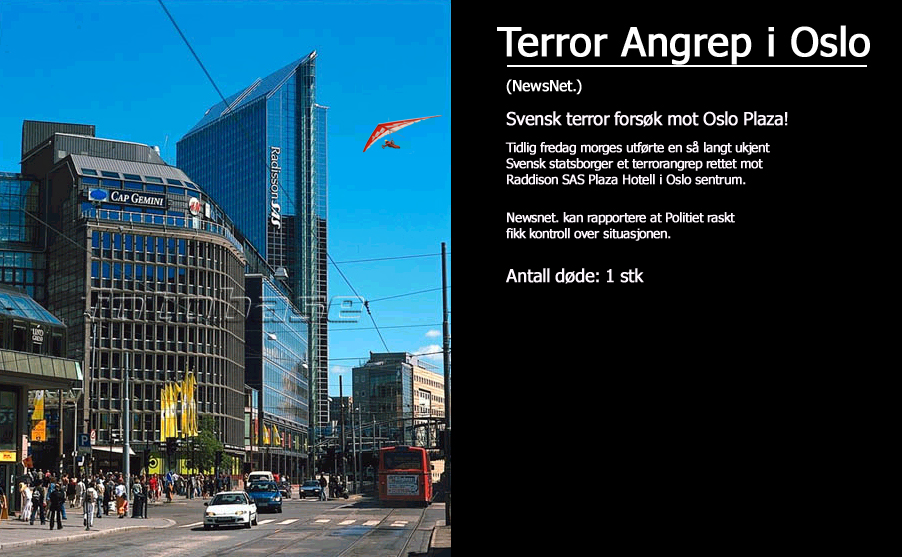 Terror Angrep i Oslo
(NewsNet.)
Svensk terror forsøk mot Oslo Plaza!
Tidlig fredag morges utførte en så langt ukjent
Svensk statsborger et terrorangrep rettet mot
Raddison SAS Plaza Hotell i Oslo sentrum.
Newsnet. kan rapportere at Politiet raskt
fikk kontroll over situasjonen.
Antall døde: 1 stk
Radisson SAS
CAP GEMINI
P